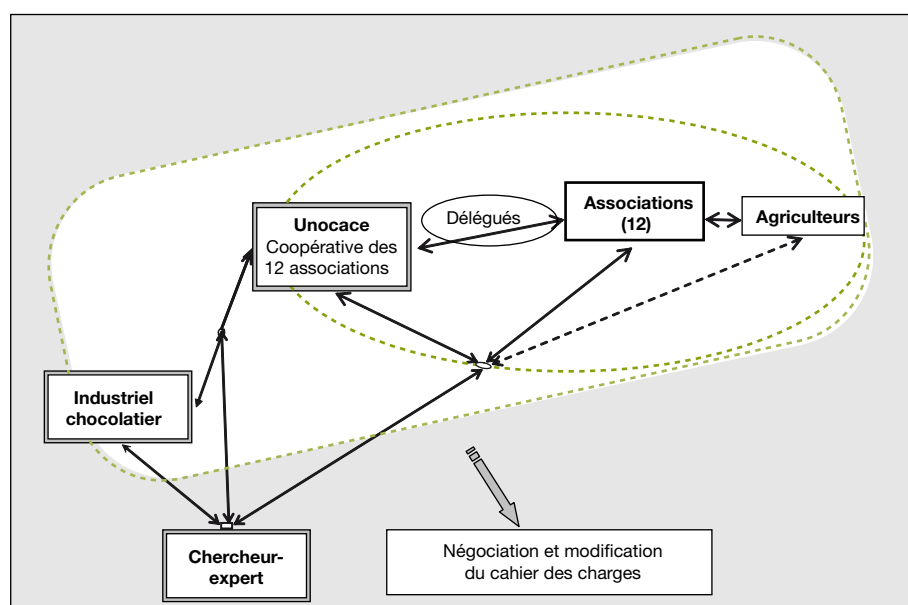 Unocace
Coopérative des
12 associations
Délégués
Associations
(12)
Agriculteurs
Industriel
chocolatier
Chercheur-
expert
Négociation et modification
du cahier des charges